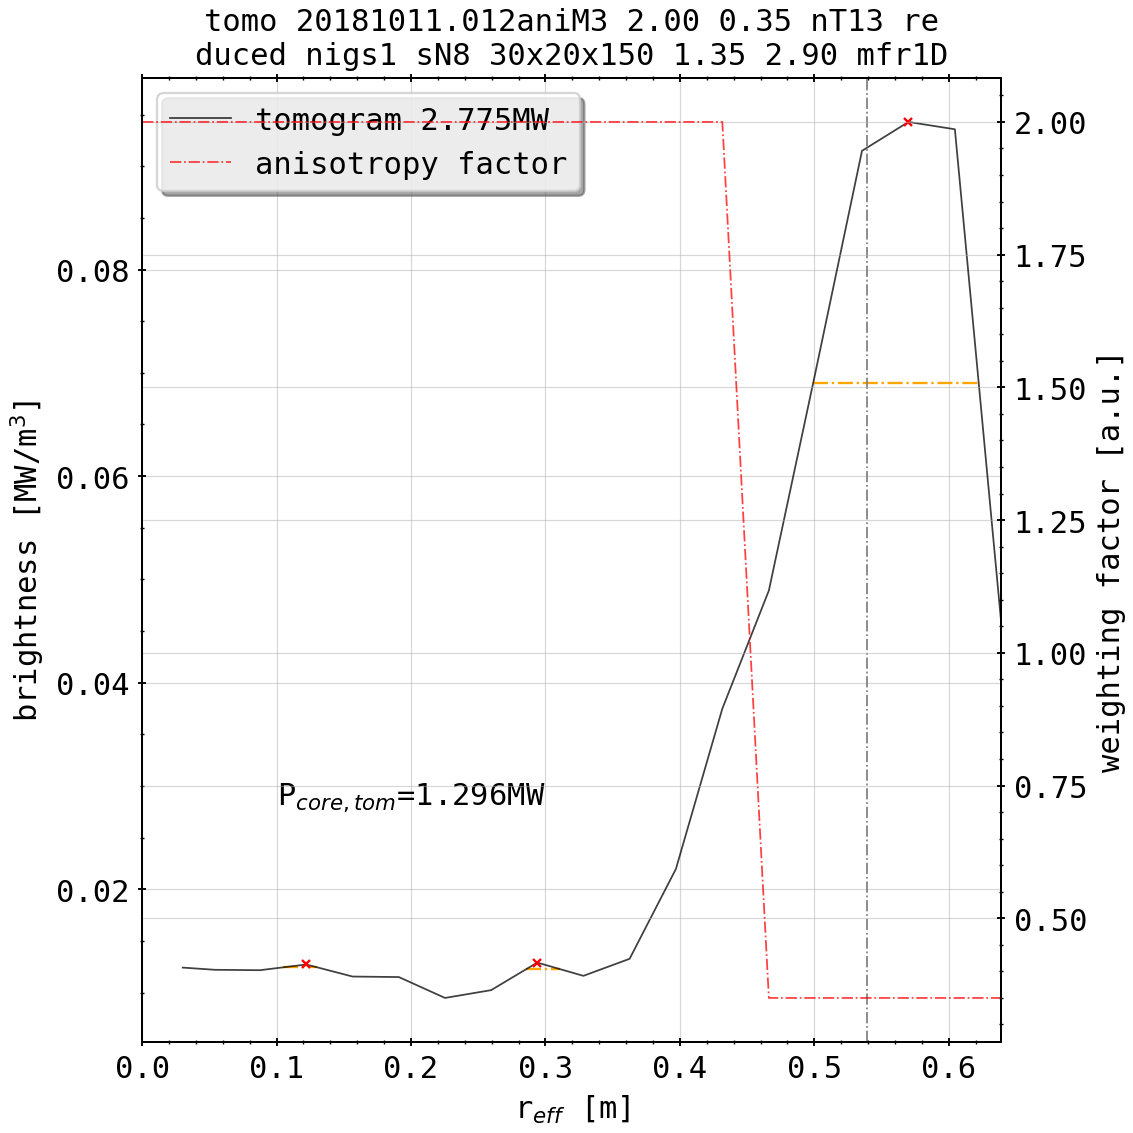 tomo 20181011.012aniM3 2.00 0.35 nT13 re
duced nigs1 sN8 30x20x150 1.35 2.90 mfr1D
tomogram 2.775MW
anisotropy factor
brightness [MW/m³]
0.08
0.06
0.04
0.02
P_core,tom=1.296MW
2.00
1.75
1.50
1.25
1.00
0.75
0.50
weighting factor [a.u.]
0.0 0.1 0.2 0.3 0.4 0.5 0.6
r_eff [m]